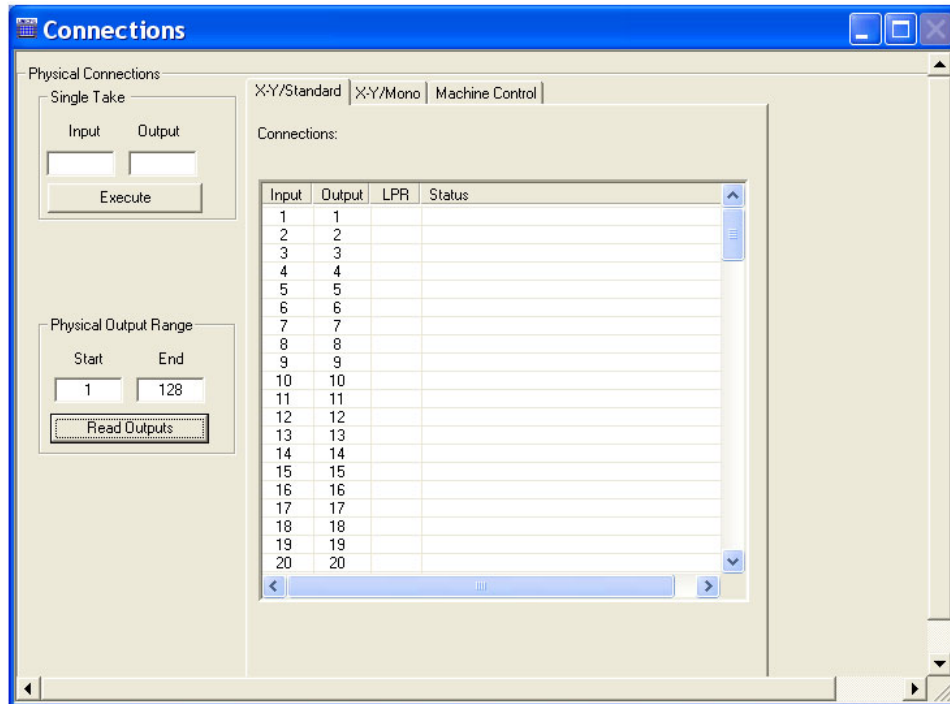 Connections
Physical Connections
Single Take
Input Output
Execute
Physical Output Range
Start End
1 128
Read Outputs
X-Y/Standard X-Y/Mono Machine Control
Connections:
Input Output LPR Status
1 1
2 2
3 3
4 4
5 5
6 6
7 7
8 8
9 9
10 10
11 11
12 12
13 13
14 14
15 15
16 16
17 17
18 18
19 19
20 20